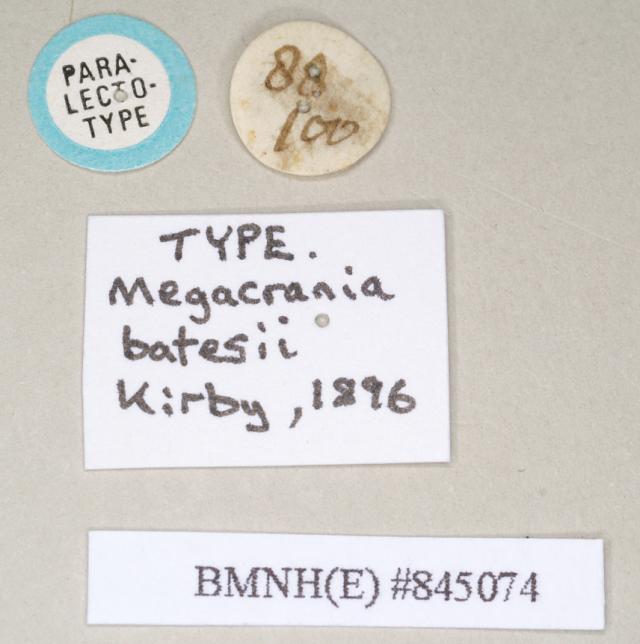 PARA-
LECTO-
TYPE
88
100
TYPE.
Megacrania
batesii
Kirby, 1896
BMNH(E) #845074